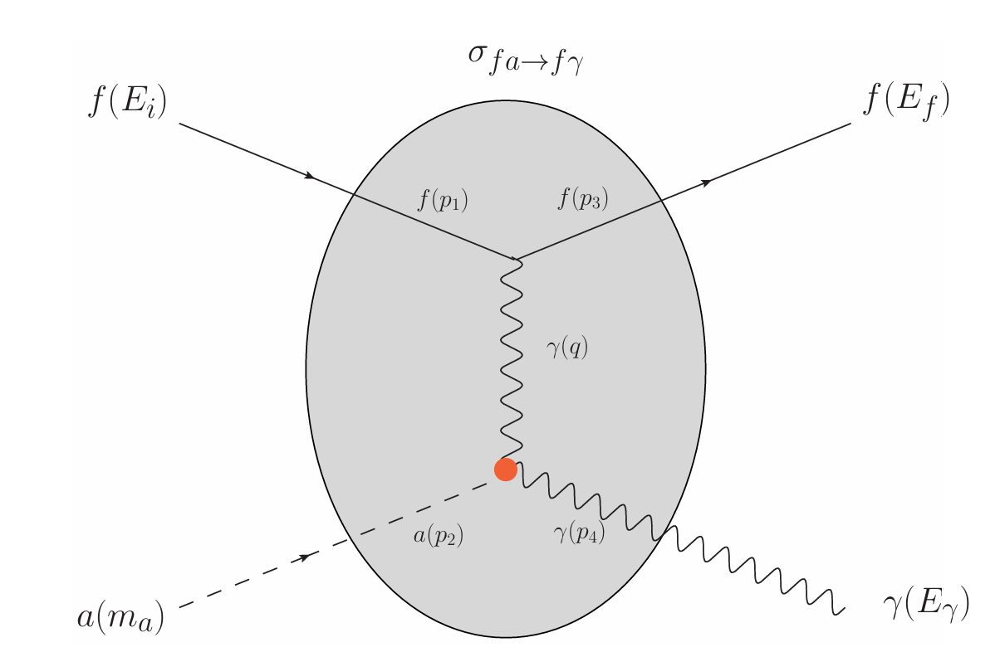 σ_{fa→fγ}
f(E_i)
f(E_f)
f(p_1)
f(p_3)
γ(q)
a(p_2)
γ(p_4)
a(m_a)
γ(E_γ)